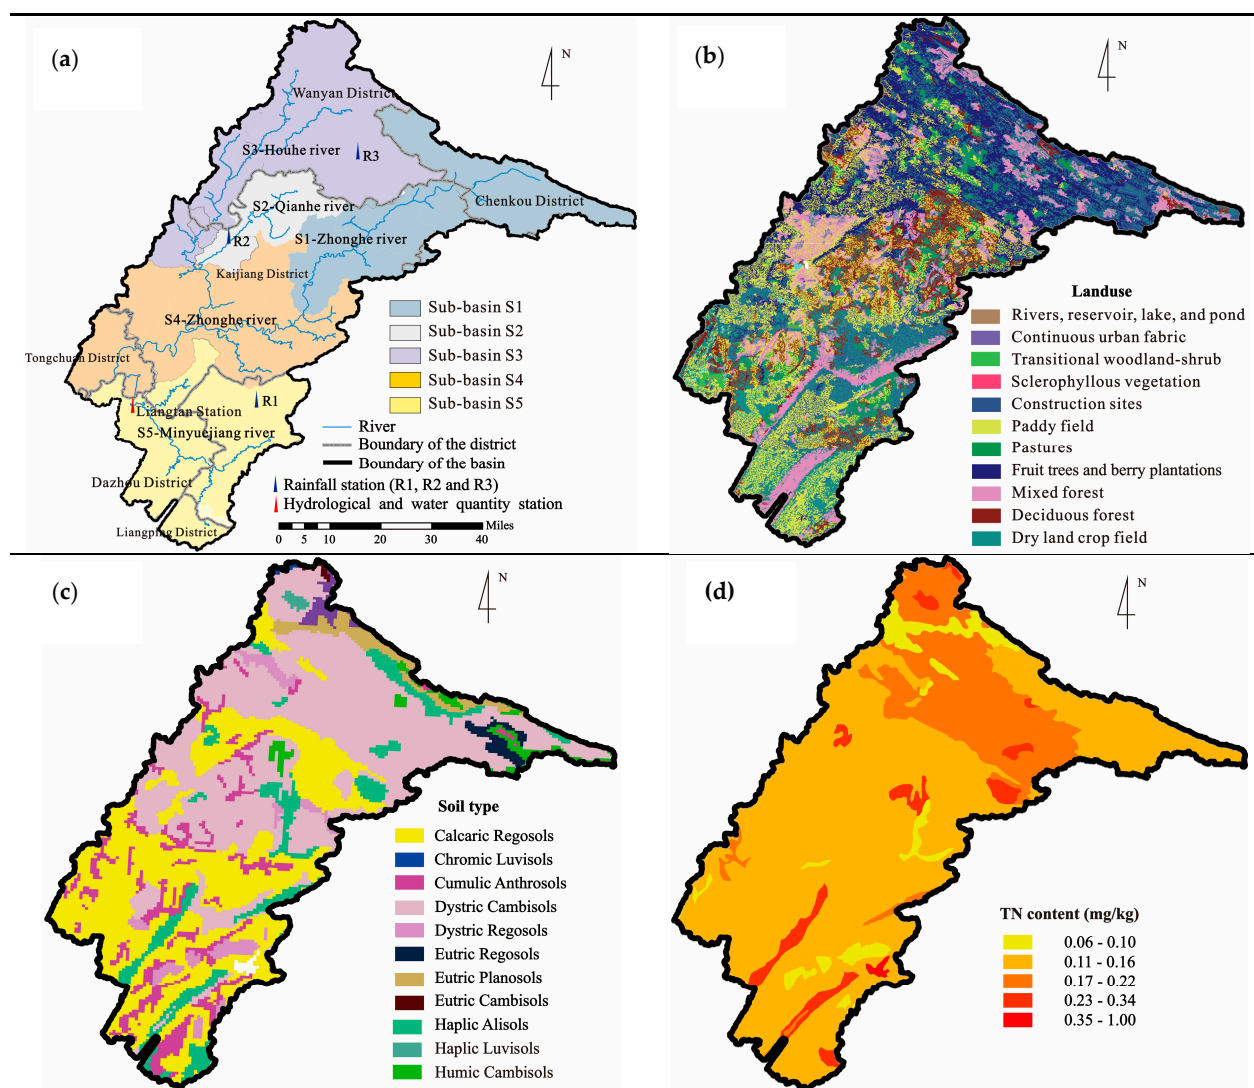 (a)
N
Wanyan District
S3-Houhe river
R3
Chenkou District
S2-Qianhe river
R2
S1-Zhonghe river
Kaijiang District
S4-Zhonghe river
Tongchuan District
Liangtan Station
R1
S5-Minyuejiang river
Dazhou District
Liangping District
Sub-basin S1
Sub-basin S2
Sub-basin S3
Sub-basin S4
Sub-basin S5
River
Boundary of the district
Boundary of the basin
Rainfall station (R1, R2 and R3)
Hydrological and water quantity station
Miles
0 5 10 20 30 40
(b)
N
Landuse
Rivers, reservoir, lake, and pond
Continuous urban fabric
Transitional woodland-shrub
Sclerophyllous vegetation
Construction sites
Paddy field
Pastures
Fruit trees and berry plantations
Mixed forest
Deciduous forest
Dry land crop field
(c)
N
Soil type
Calcaric Regosols
Chromic Luvisols
Cumulic Anthrosols
Dystric Cambisols
Dystric Regosols
Eutric Regosols
Eutric Planosols
Eutric Cambisols
Haplic Alisols
Haplic Luvisols
Humic Cambisols
(d)
N
TN content (mg/kg)
0.06 - 0.10
0.11 - 0.16
0.17 - 0.22
0.23 - 0.34
0.35 - 1.00